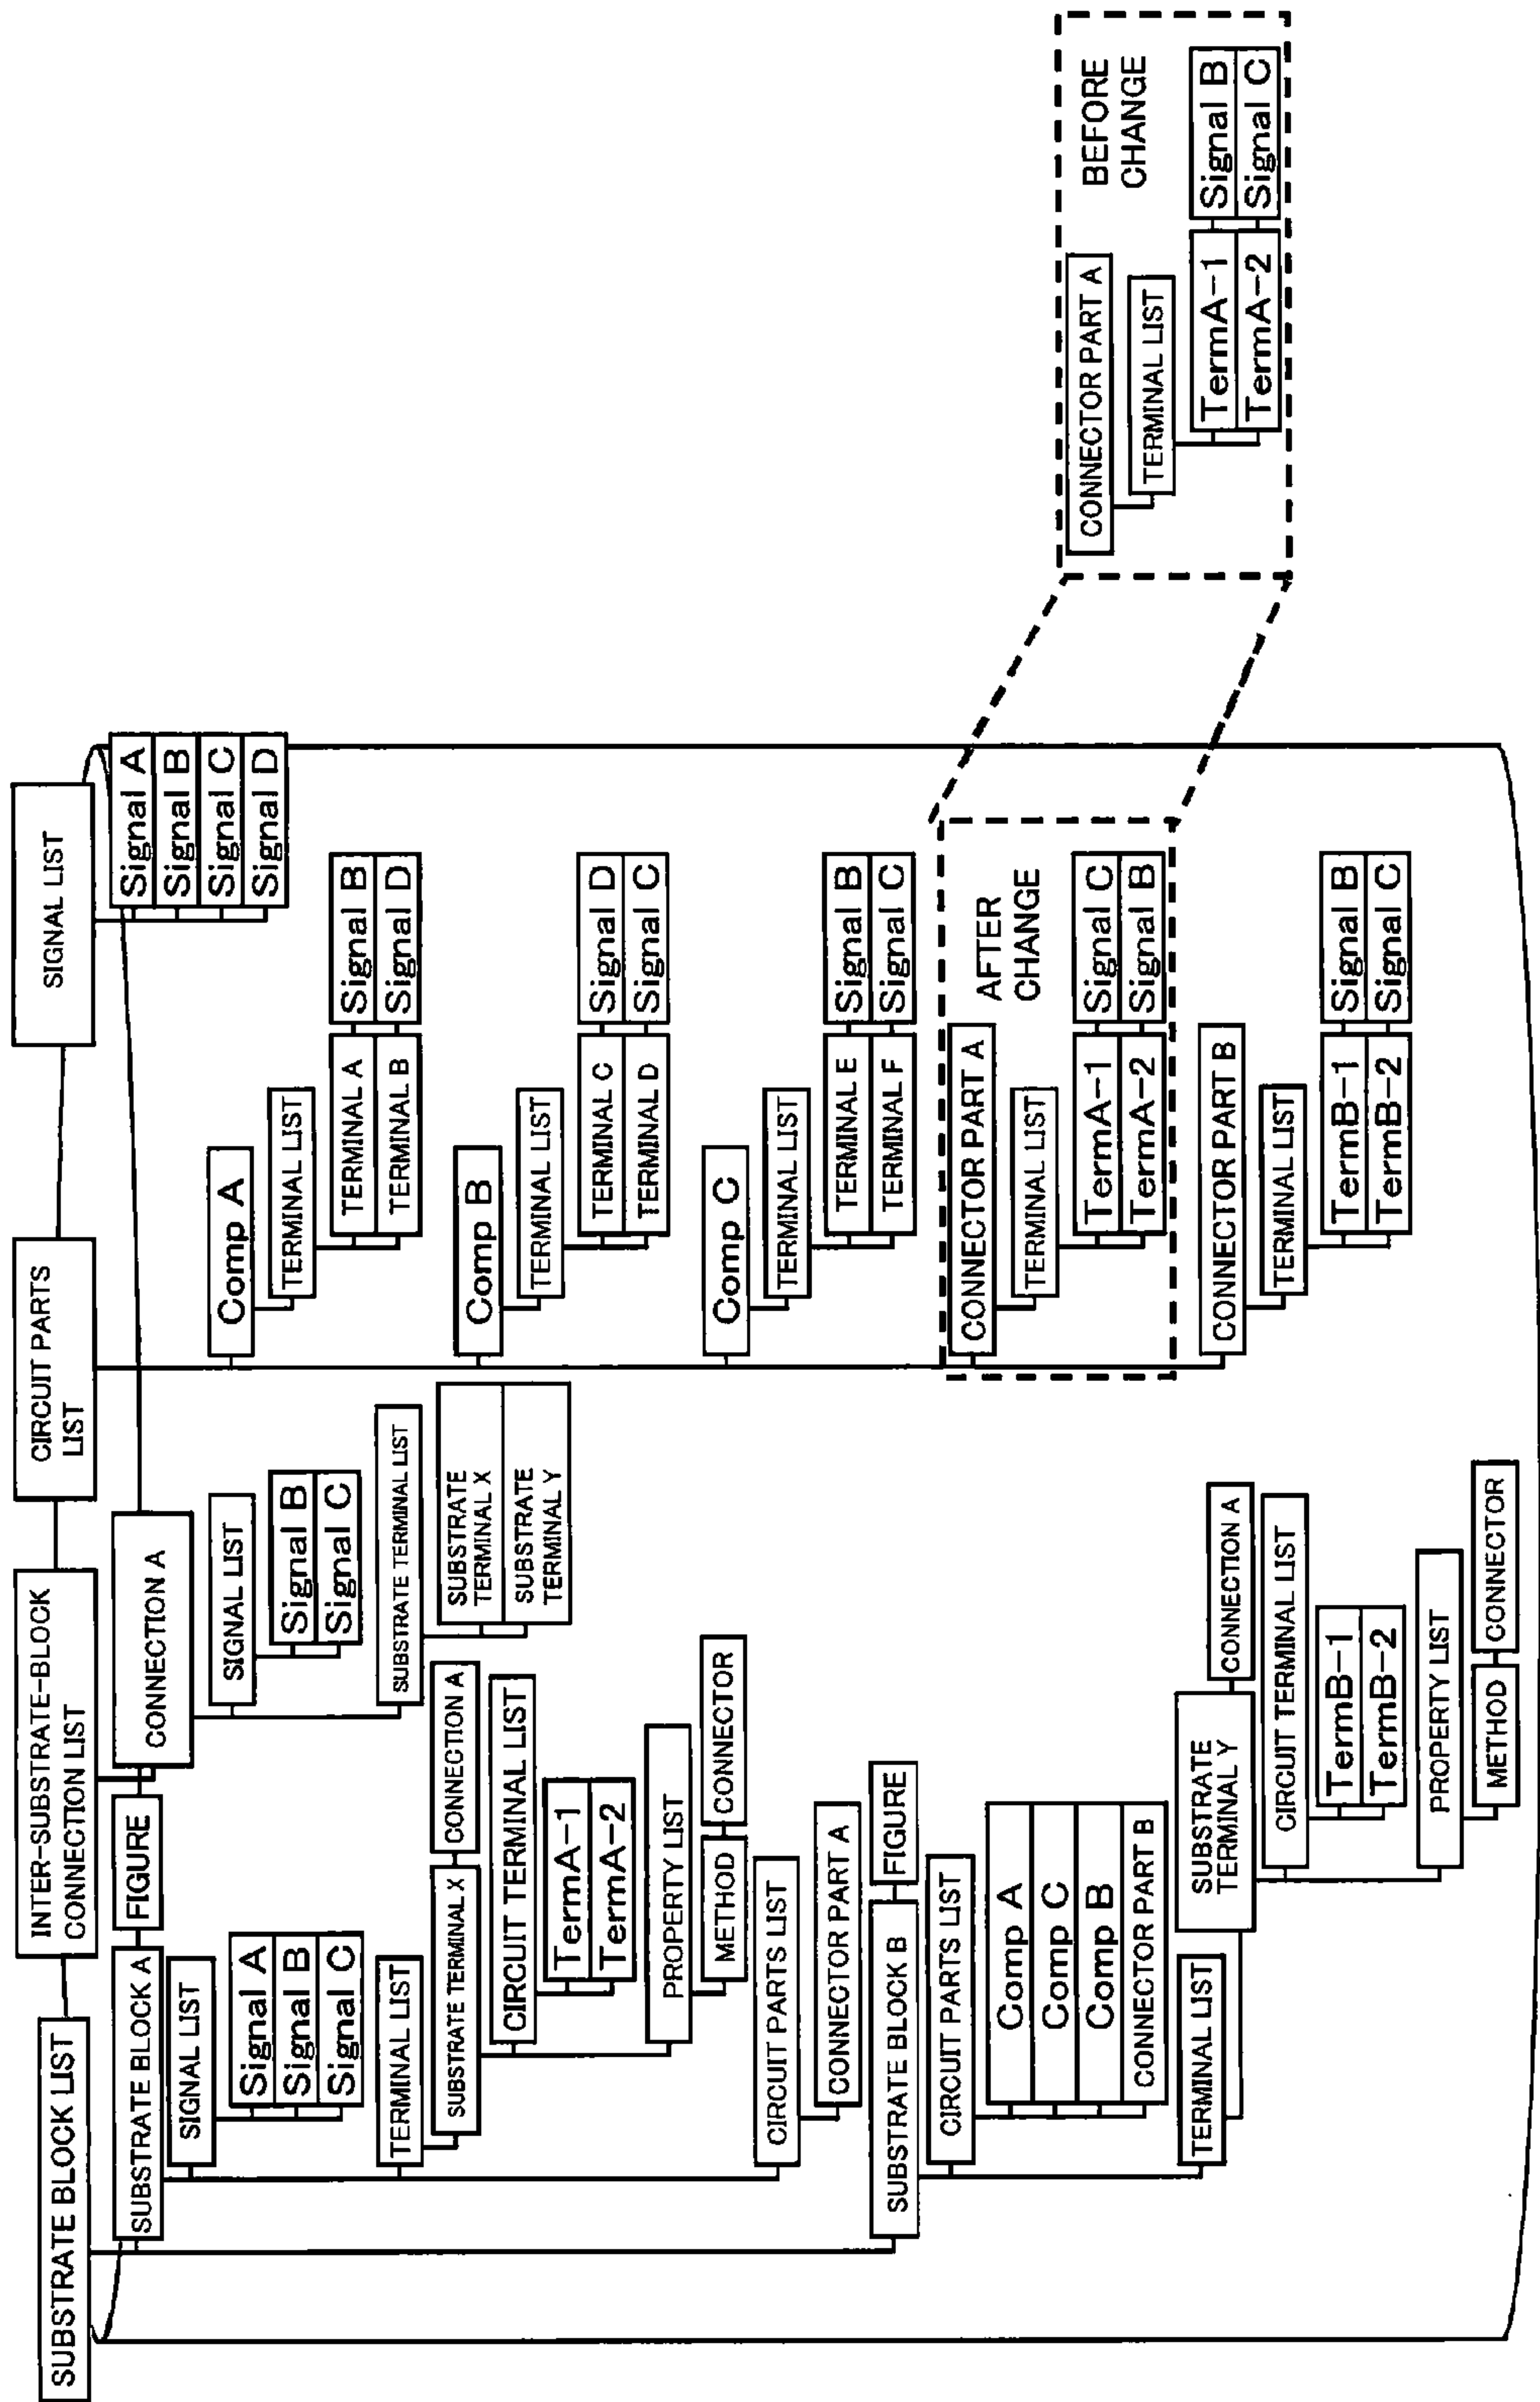 SUBSTRATE BLOCK LIST
SUBSTRATE BLOCK A
FIGURE
SIGNAL LIST
Signal A
Signal B
Signal C
TERMINAL LIST
SUBSTRATE TERMINAL X
CONNECTION A
CIRCUIT TERMINAL LIST
TermA-1
TermA-2
PROPERTY LIST
METHOD
CONNECTOR
CIRCUIT PARTS LIST
CONNECTOR PART A
SUBSTRATE BLOCK B
FIGURE
CIRCUIT PARTS LIST
Comp A
Comp C
Comp B
CONNECTOR PART B
TERMINAL LIST
SUBSTRATE
TERMINAL Y
CONNECTION A
CIRCUIT TERMINAL LIST
TermB-1
TermB-2
PROPERTY LIST
METHOD
CONNECTOR
INTER-SUBSTRATE-BLOCK
CONNECTION LIST
CONNECTION A
SIGNAL LIST
Signal B
Signal C
SUBSTRATE TERMINAL LIST
SUBSTRATE
TERMINAL X
SUBSTRATE
TERMINAL Y
CIRCUIT PARTS
LIST
Comp A
TERMINAL LIST
TERMINAL A
Signal B
TERMINAL B
Signal D
Comp B
TERMINAL LIST
TERMINAL C
Signal D
TERMINAL D
Signal C
Comp C
TERMINAL LIST
TERMINAL E
Signal B
TERMINAL F
Signal C
CONNECTOR PART A
AFTER
CHANGE
TERMINAL LIST
TermA-1
Signal C
TermA-2
Signal B
CONNECTOR PART B
TERMINAL LIST
TermB-1
Signal B
TermB-2
Signal C
SIGNAL LIST
Signal A
Signal B
Signal C
Signal D
CONNECTOR PART A
BEFORE
CHANGE
TERMINAL LIST
TermA-1
Signal B
TermA-2
Signal C